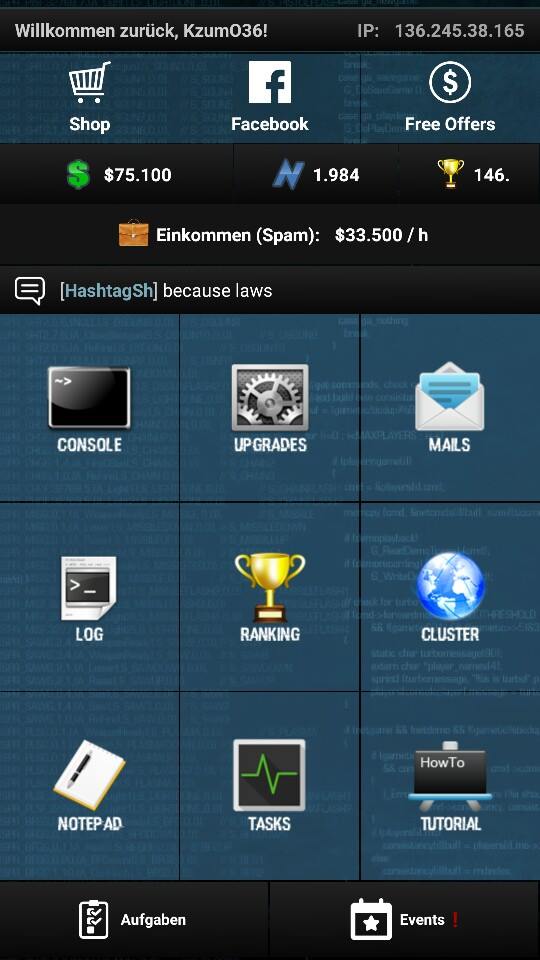 Willkommen zurück, KzumO36! IP: 136.245.38.165
Shop Facebook Free Offers
$75.100 1.984 146.
Einkommen (Spam): $33.500 / h
[HashtagSh] because laws
~>
CONSOLE UPGRADES MAILS
>_
LOG RANKING CLUSTER
HowTo
NOTEPAD TASKS TUTORIAL
Aufgaben Events !